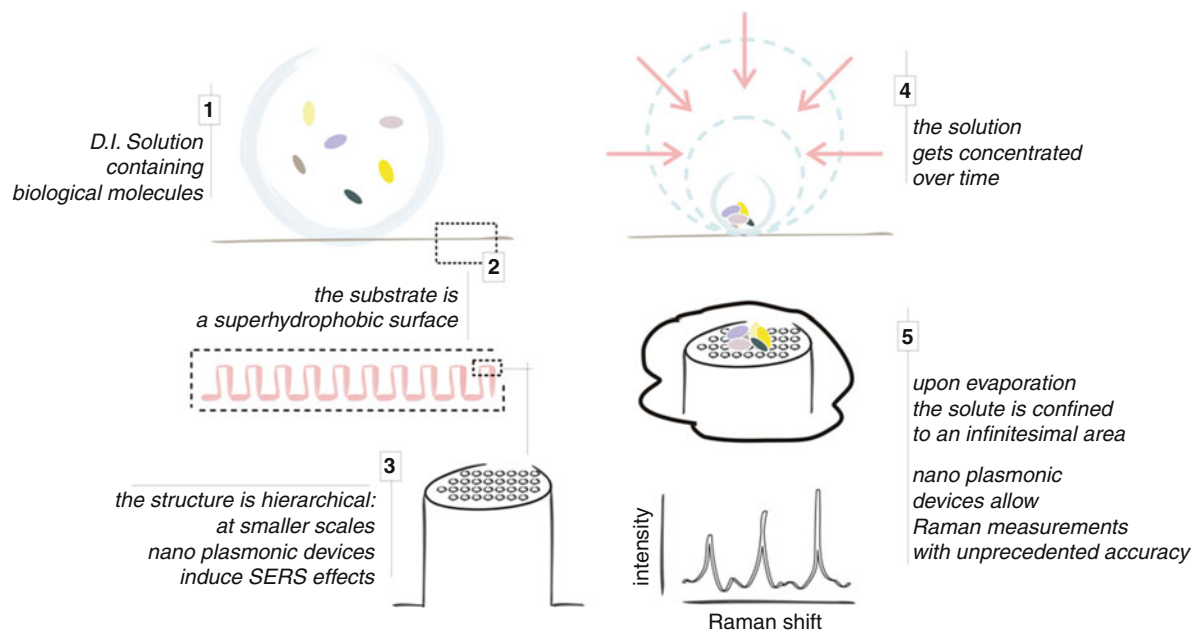 1
D.I. Solution
containing
biological molecules
2
the substrate is
a superhydrophobic surface
3
the structure is hierarchical:
at smaller scales
nano plasmonic devices
induce SERS effects
4
the solution
gets concentrated
over time
5
upon evaporation
the solute is confined
to an infinitesimal area
nano plasmonic
devices allow
Raman measurements
with unprecedented accuracy
intensity
Raman shift